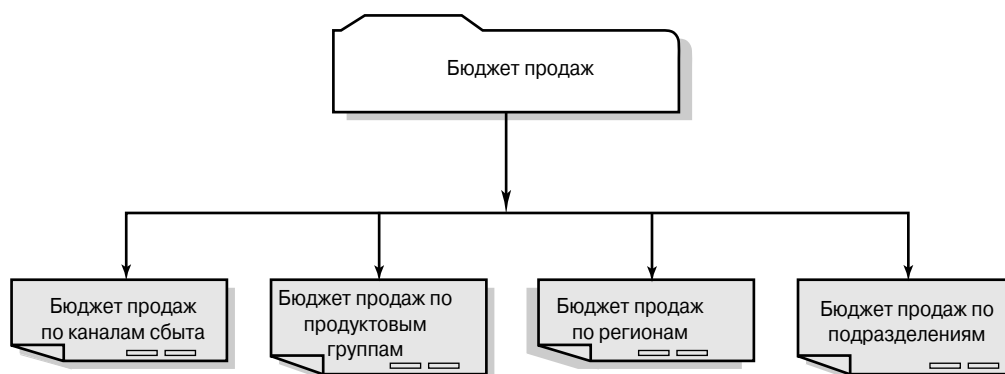 Бюджет продаж
Бюджет продаж
по каналам сбыта
Бюджет продаж по
продуктовым
группам
Бюджет продаж
по регионам
Бюджет продаж по
подразделениям